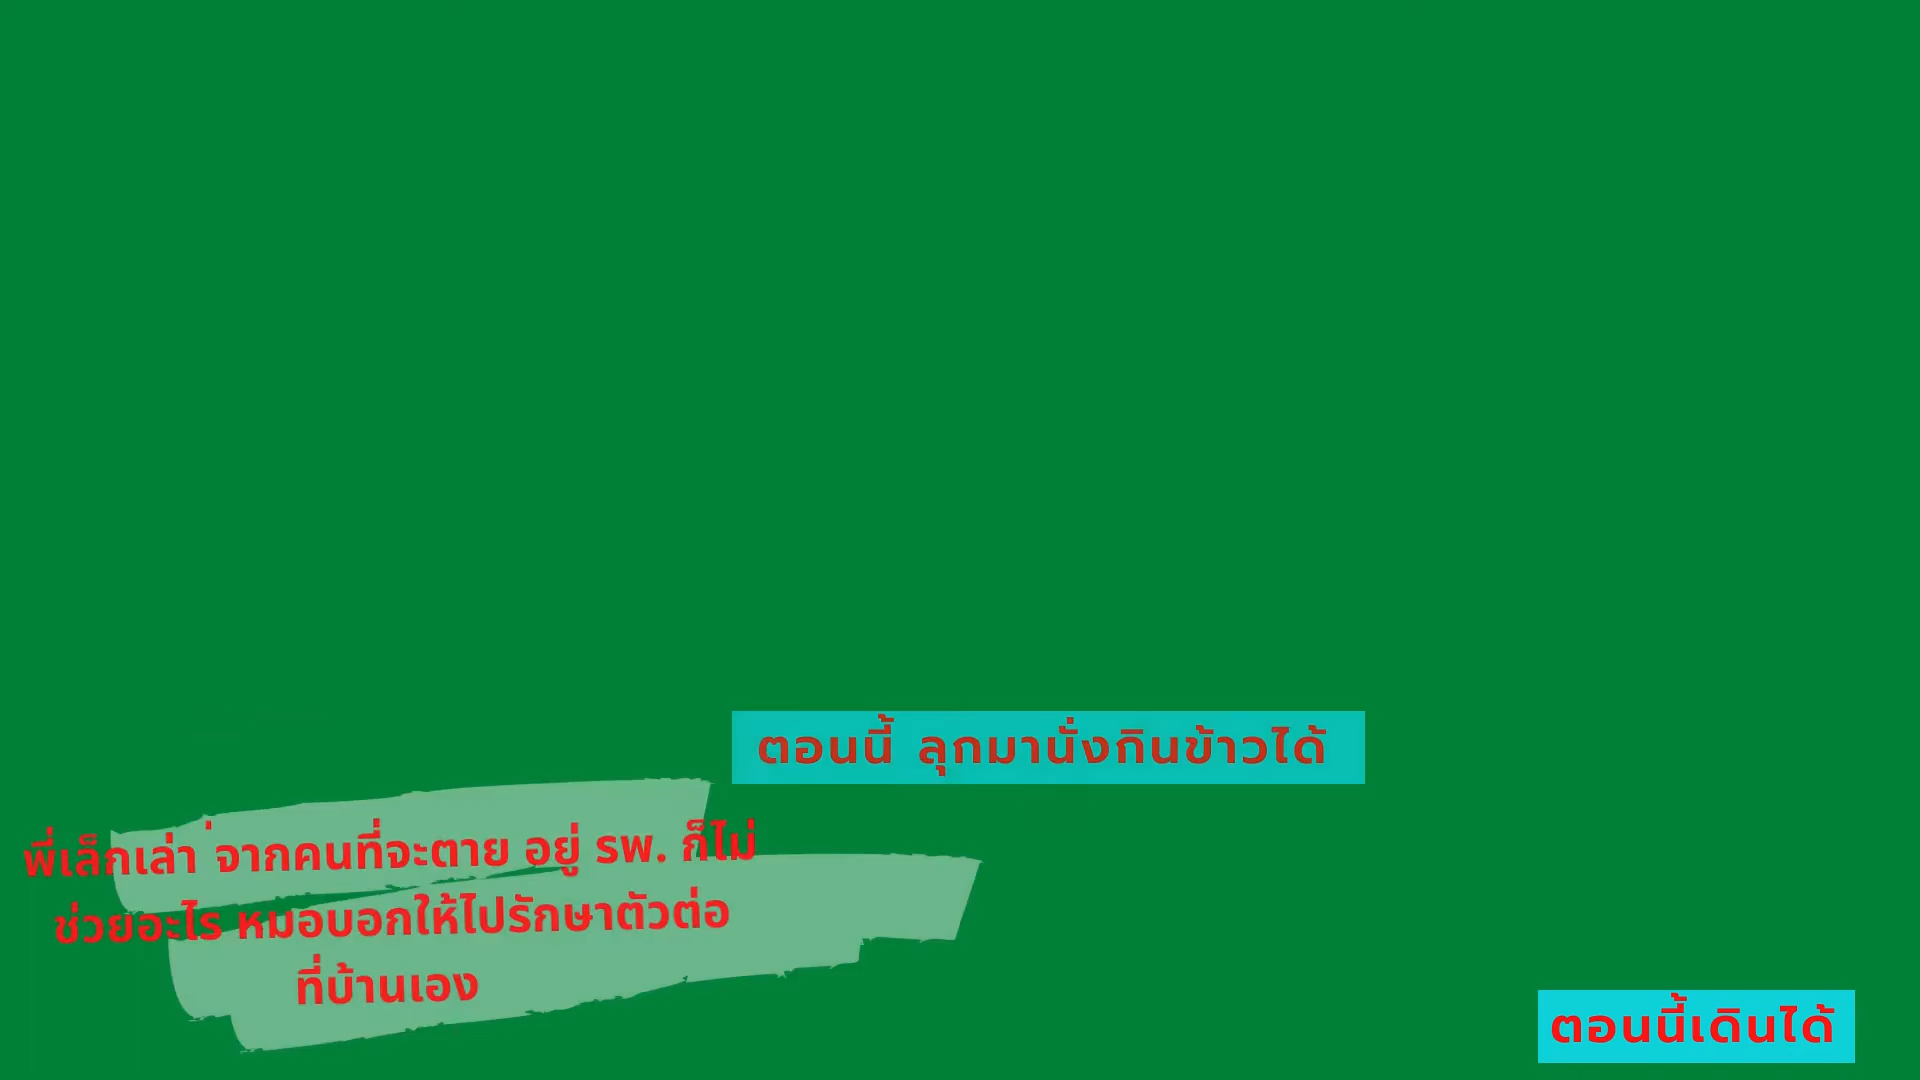 ตอนนี้ ลุกมานั่งกินข้าวได้
พี่เล็กเล่า ่จากคนที่จะตาย อยู่ รพ. ก็ไม่
ช่วยอะไร หมอบอกให้ไปรักษาตัวต่อ
ที่บ้านเอง
ตอนนี้เดินได้